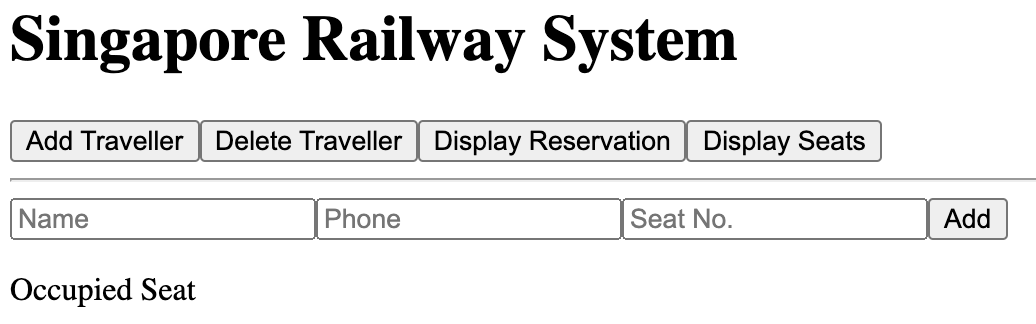 Singapore Railway System
Add Traveller Delete Traveller Display Reservation Display Seats
Name Phone Seat No. Add
Occupied Seat